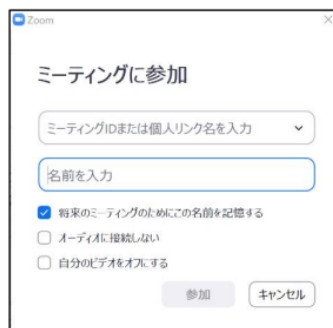 Zoom
ミーティングに参加
ミーティングIDまたは個人リンク名を入力
名前を入力
将来のミーティングのためにこの名前を記憶する
オーディオに接続しない
自分のビデオをオフにする
参加 キャンセル